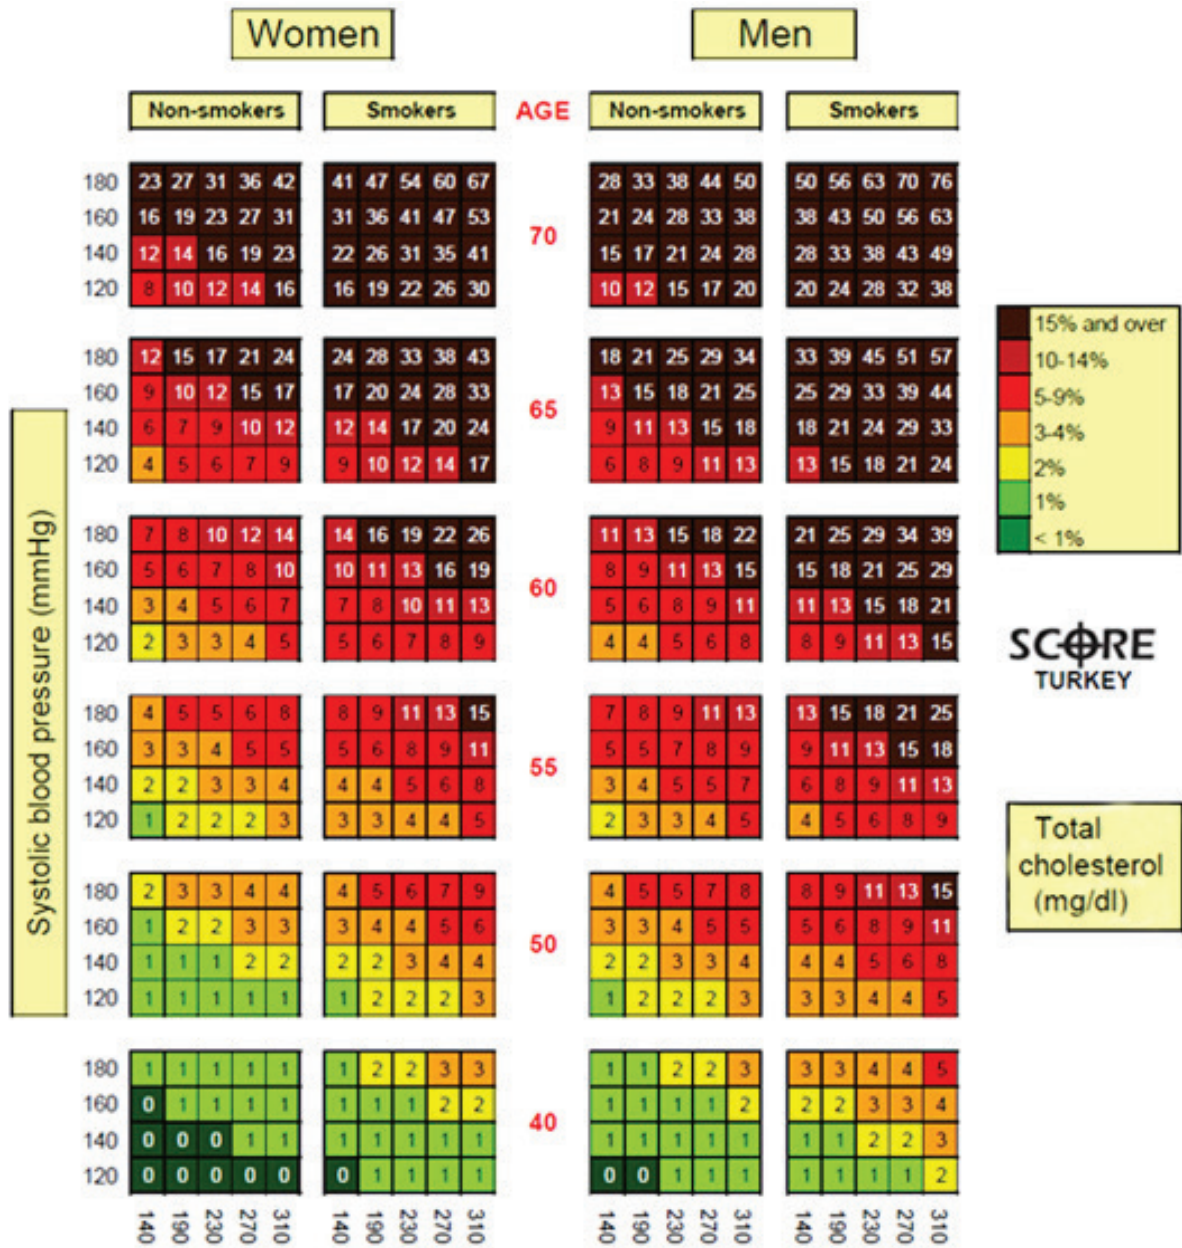 Women Men
Non-smokers Smokers AGE Non-smokers Smokers
180 23 27 31 36 42 41 47 54 60 67 28 33 38 44 50 50 56 63 70 76
160 16 19 23 27 31 31 36 41 47 53 21 24 28 33 38 38 43 50 56 63
70
140 12 14 16 19 23 22 26 31 35 41 15 17 21 24 28 28 33 38 43 49
120 8 10 12 14 16 16 19 22 26 30 10 12 15 17 20 20 24 28 32 38
180 12 15 17 21 24 24 28 33 38 43 18 21 25 29 34 33 39 45 51 57
160 9 10 12 15 17 17 20 24 28 33 13 15 18 21 25 25 29 33 39 44
65
140 6 7 9 10 12 12 14 17 20 24 9 11 13 15 18 18 21 24 29 33
120 4 5 6 7 9 9 10 12 14 17 6 8 9 11 13 13 15 18 21 24
180 7 8 10 12 14 14 16 19 22 26 11 13 15 18 22 21 25 29 34 39
160 5 6 7 8 10 10 11 13 16 19 8 9 11 13 15 15 18 21 25 29
60
140 3 4 5 6 7 7 8 10 11 13 5 6 8 9 11 11 13 15 18 21
120 2 3 3 4 5 5 6 7 8 9 4 4 5 6 8 8 9 11 13 15
180 4 5 5 6 8 8 9 11 13 15 7 8 9 11 13 13 15 18 21 25
160 3 3 4 5 5 5 6 8 9 11 5 5 7 8 9 9 11 13 15 18
55
140 2 2 3 3 4 4 4 5 6 8 3 4 5 5 7 6 8 9 11 13
120 1 2 2 2 3 3 3 4 4 5 2 3 3 4 5 4 5 6 8 9
180 2 3 3 4 4 4 5 6 7 9 4 5 5 7 8 8 9 11 13 15
160 1 2 2 3 3 3 4 4 5 6 3 3 4 5 5 5 6 8 9 11
50
140 1 1 1 2 2 2 2 3 4 4 2 2 3 3 4 4 4 5 6 8
120 1 1 1 1 1 1 2 2 2 3 1 2 2 2 3 3 3 4 4 5
180 1 1 1 1 1 1 2 2 3 3 1 1 2 2 3 3 3 4 4 5
160 0 1 1 1 1 1 1 1 2 2 1 1 1 1 2 2 2 3 3 4
40
140 0 0 0 1 1 1 1 1 1 1 1 1 1 1 1 1 1 2 2 3
120 0 0 0 0 0 0 1 1 1 1 0 0 1 1 1 1 1 1 1 2
140 190 230 270 310 140 190 230 270 310 140 190 230 270 310 140 190 230 270 310
Systolic blood pressure (mmHg)
15% and over
10-14%
5-9%
3-4%
2%
1%
< 1%
SCORE
TURKEY
Total
cholesterol
(mg/dl)